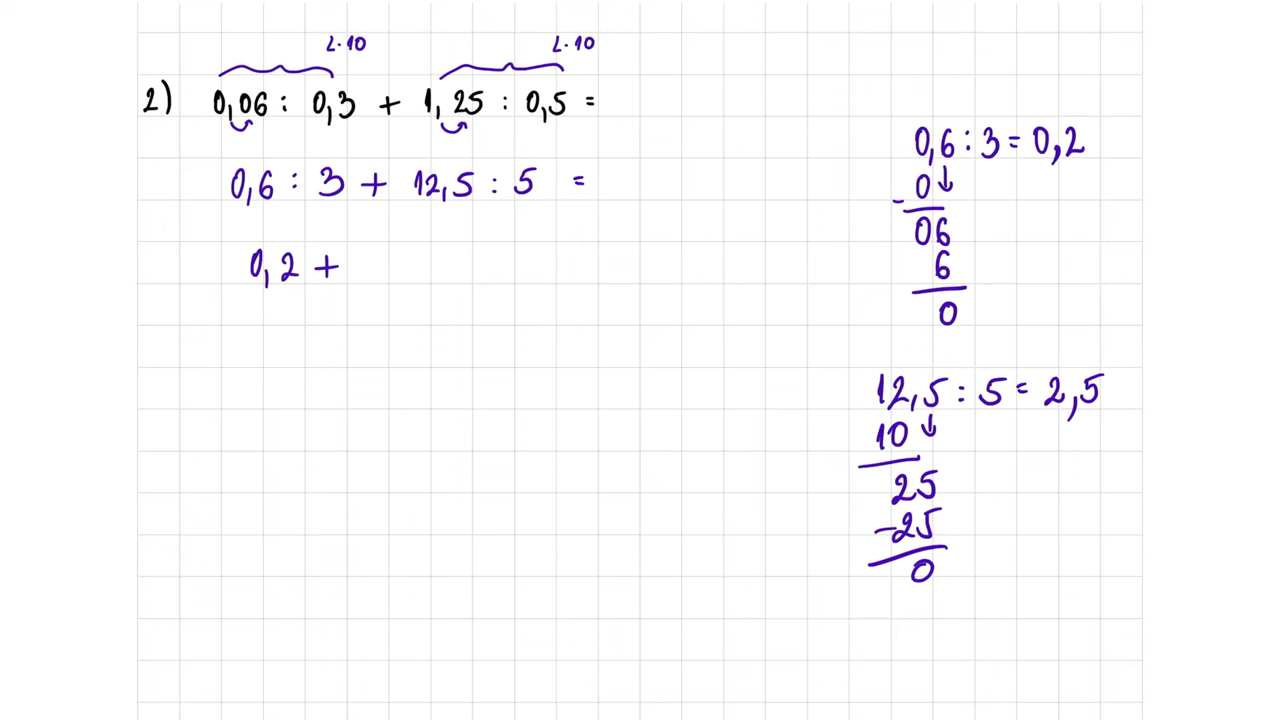 ∠·10 ∠·10
2) 0,06 : 0,3 + 1,25 : 0,5 =
0,6 : 3 + 12,5 : 5 =
0,2 +
0,6 : 3 = 0,2
- 0↓
06
6
0
12,5 : 5 = 2,5
10 ↓
25
-25
0